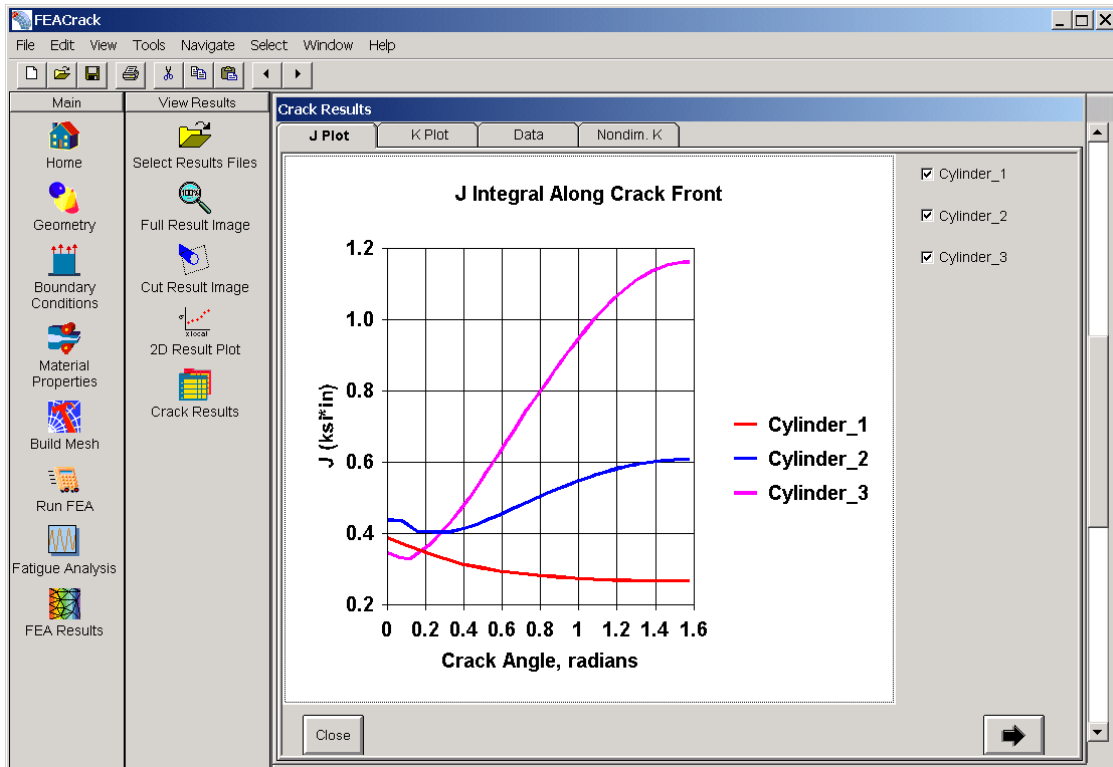 FEACrack
File Edit View Tools Navigate Select Window Help
Main
Home
Geometry
Boundary
Conditions
Material
Properties
Build Mesh
Run FEA
Fatigue Analysis
FEA Results
View Results
Select Results Files
100%
Full Result Image
Cut Result Image
σ
x local
2D Result Plot
Crack Results
Crack Results
J Plot K Plot Data Nondim. K
J Integral Along Crack Front
J (ksi*in)
1.2
1.0
0.8
0.6
0.4
0.2
0 0.2 0.4 0.6 0.8 1 1.2 1.4 1.6
Crack Angle, radians
Cylinder_1
Cylinder_2
Cylinder_3
Cylinder_1
Cylinder_2
Cylinder_3
Close